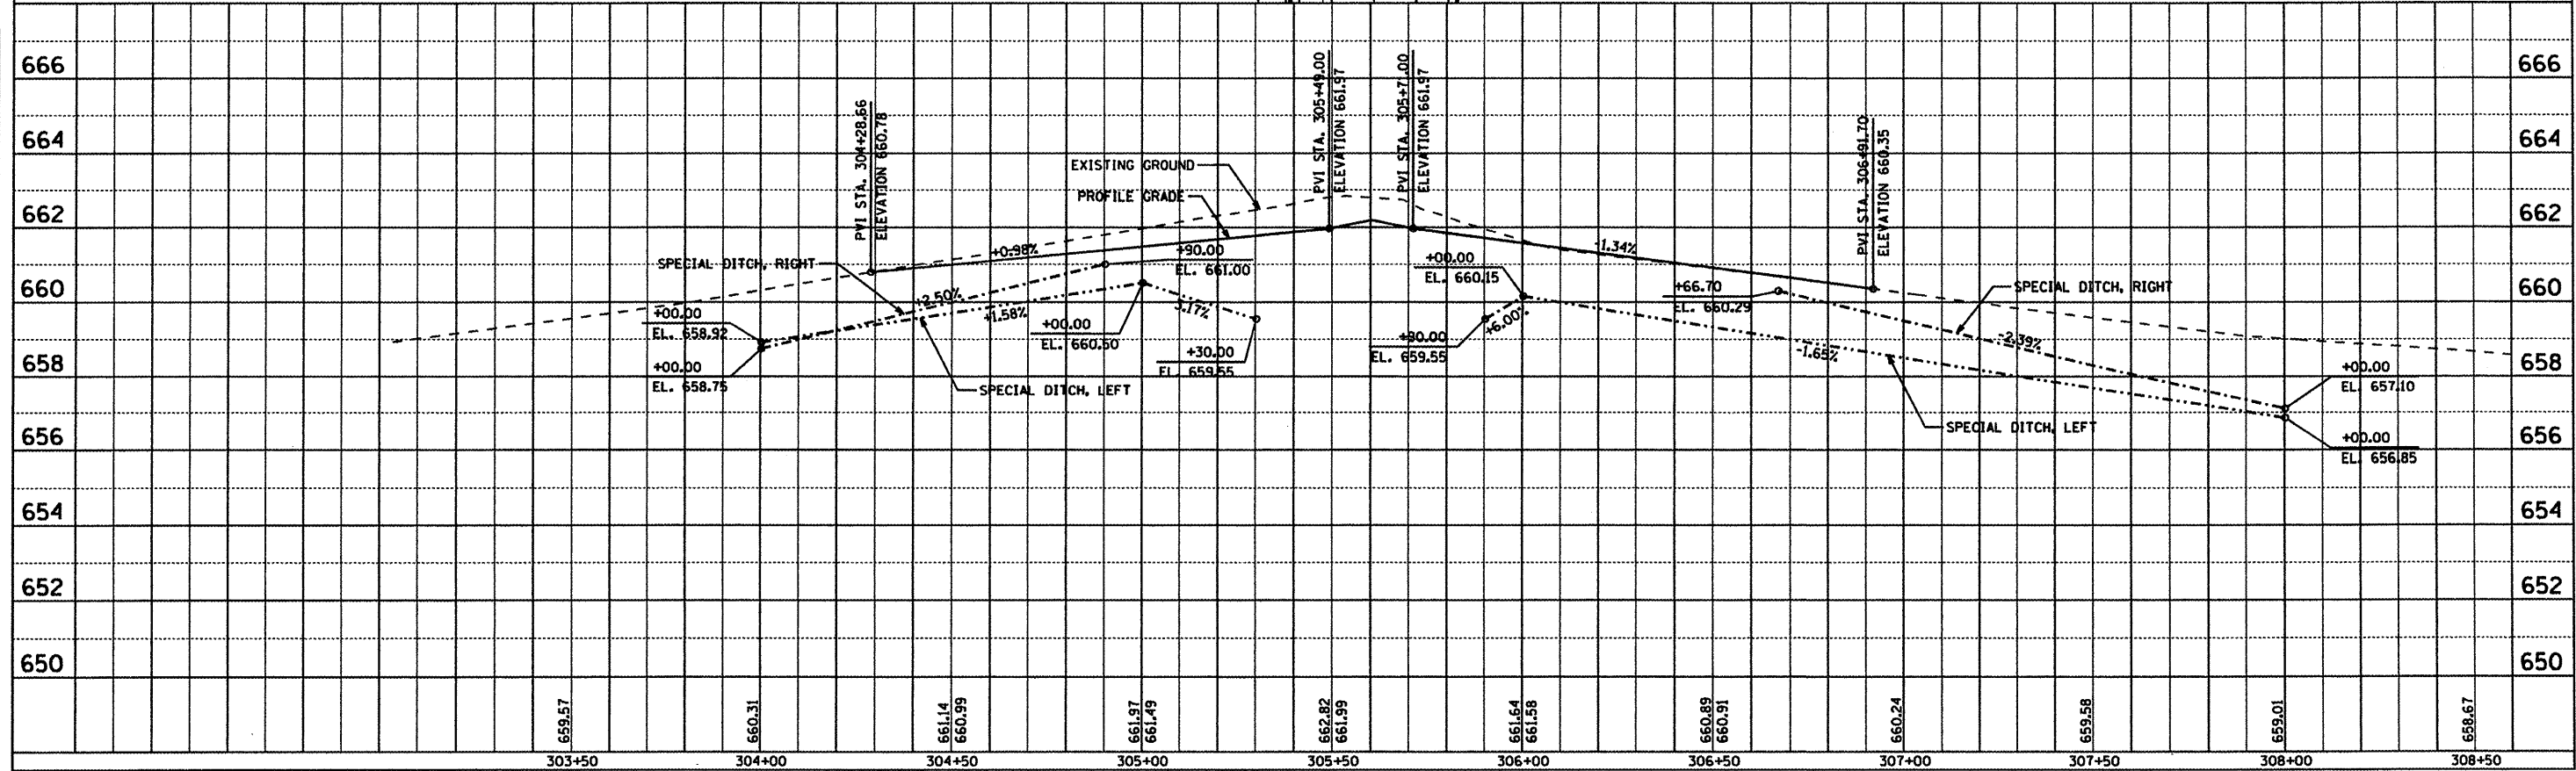 666 666
664 664
662 662
660 660
658 658
656 656
654 654
652 652
650 650
PVI STA. 304+28.66
ELEVATION 660.78
PVI STA. 305+49.00
ELEVATION 661.97
PVI STA. 305+71.00
ELEVATION 661.97
PVI STA. 306+91.70
ELEVATION 660.35
EXISTING GROUND
PROFILE GRADE
SPECIAL DITCH, RIGHT
+0.98%
+90.00
EL. 661.00
+2.50%
+1.58%
+00.00
EL. 658.92
+00.00
EL. 658.75
SPECIAL DITCH, LEFT
+00.00
EL. 660.50
3.17%
+30.00
EL. 659.55
+00.00
EL. 660.15
+90.00
EL. 659.55
+6.00%
-1.34%
+66.70
EL. 660.29
SPECIAL DITCH, RIGHT
-2.39%
-1.65%
SPECIAL DITCH, LEFT
+00.00
EL. 657.10
+00.00
EL. 656.85
659.57
660.31
661.14
660.99
661.97
661.49
662.82
661.99
661.64
661.58
660.89
660.91
660.24
659.58
659.01
658.67
303+50 304+00 304+50 305+00 305+50 306+00 306+50 307+00 307+50 308+00 308+50